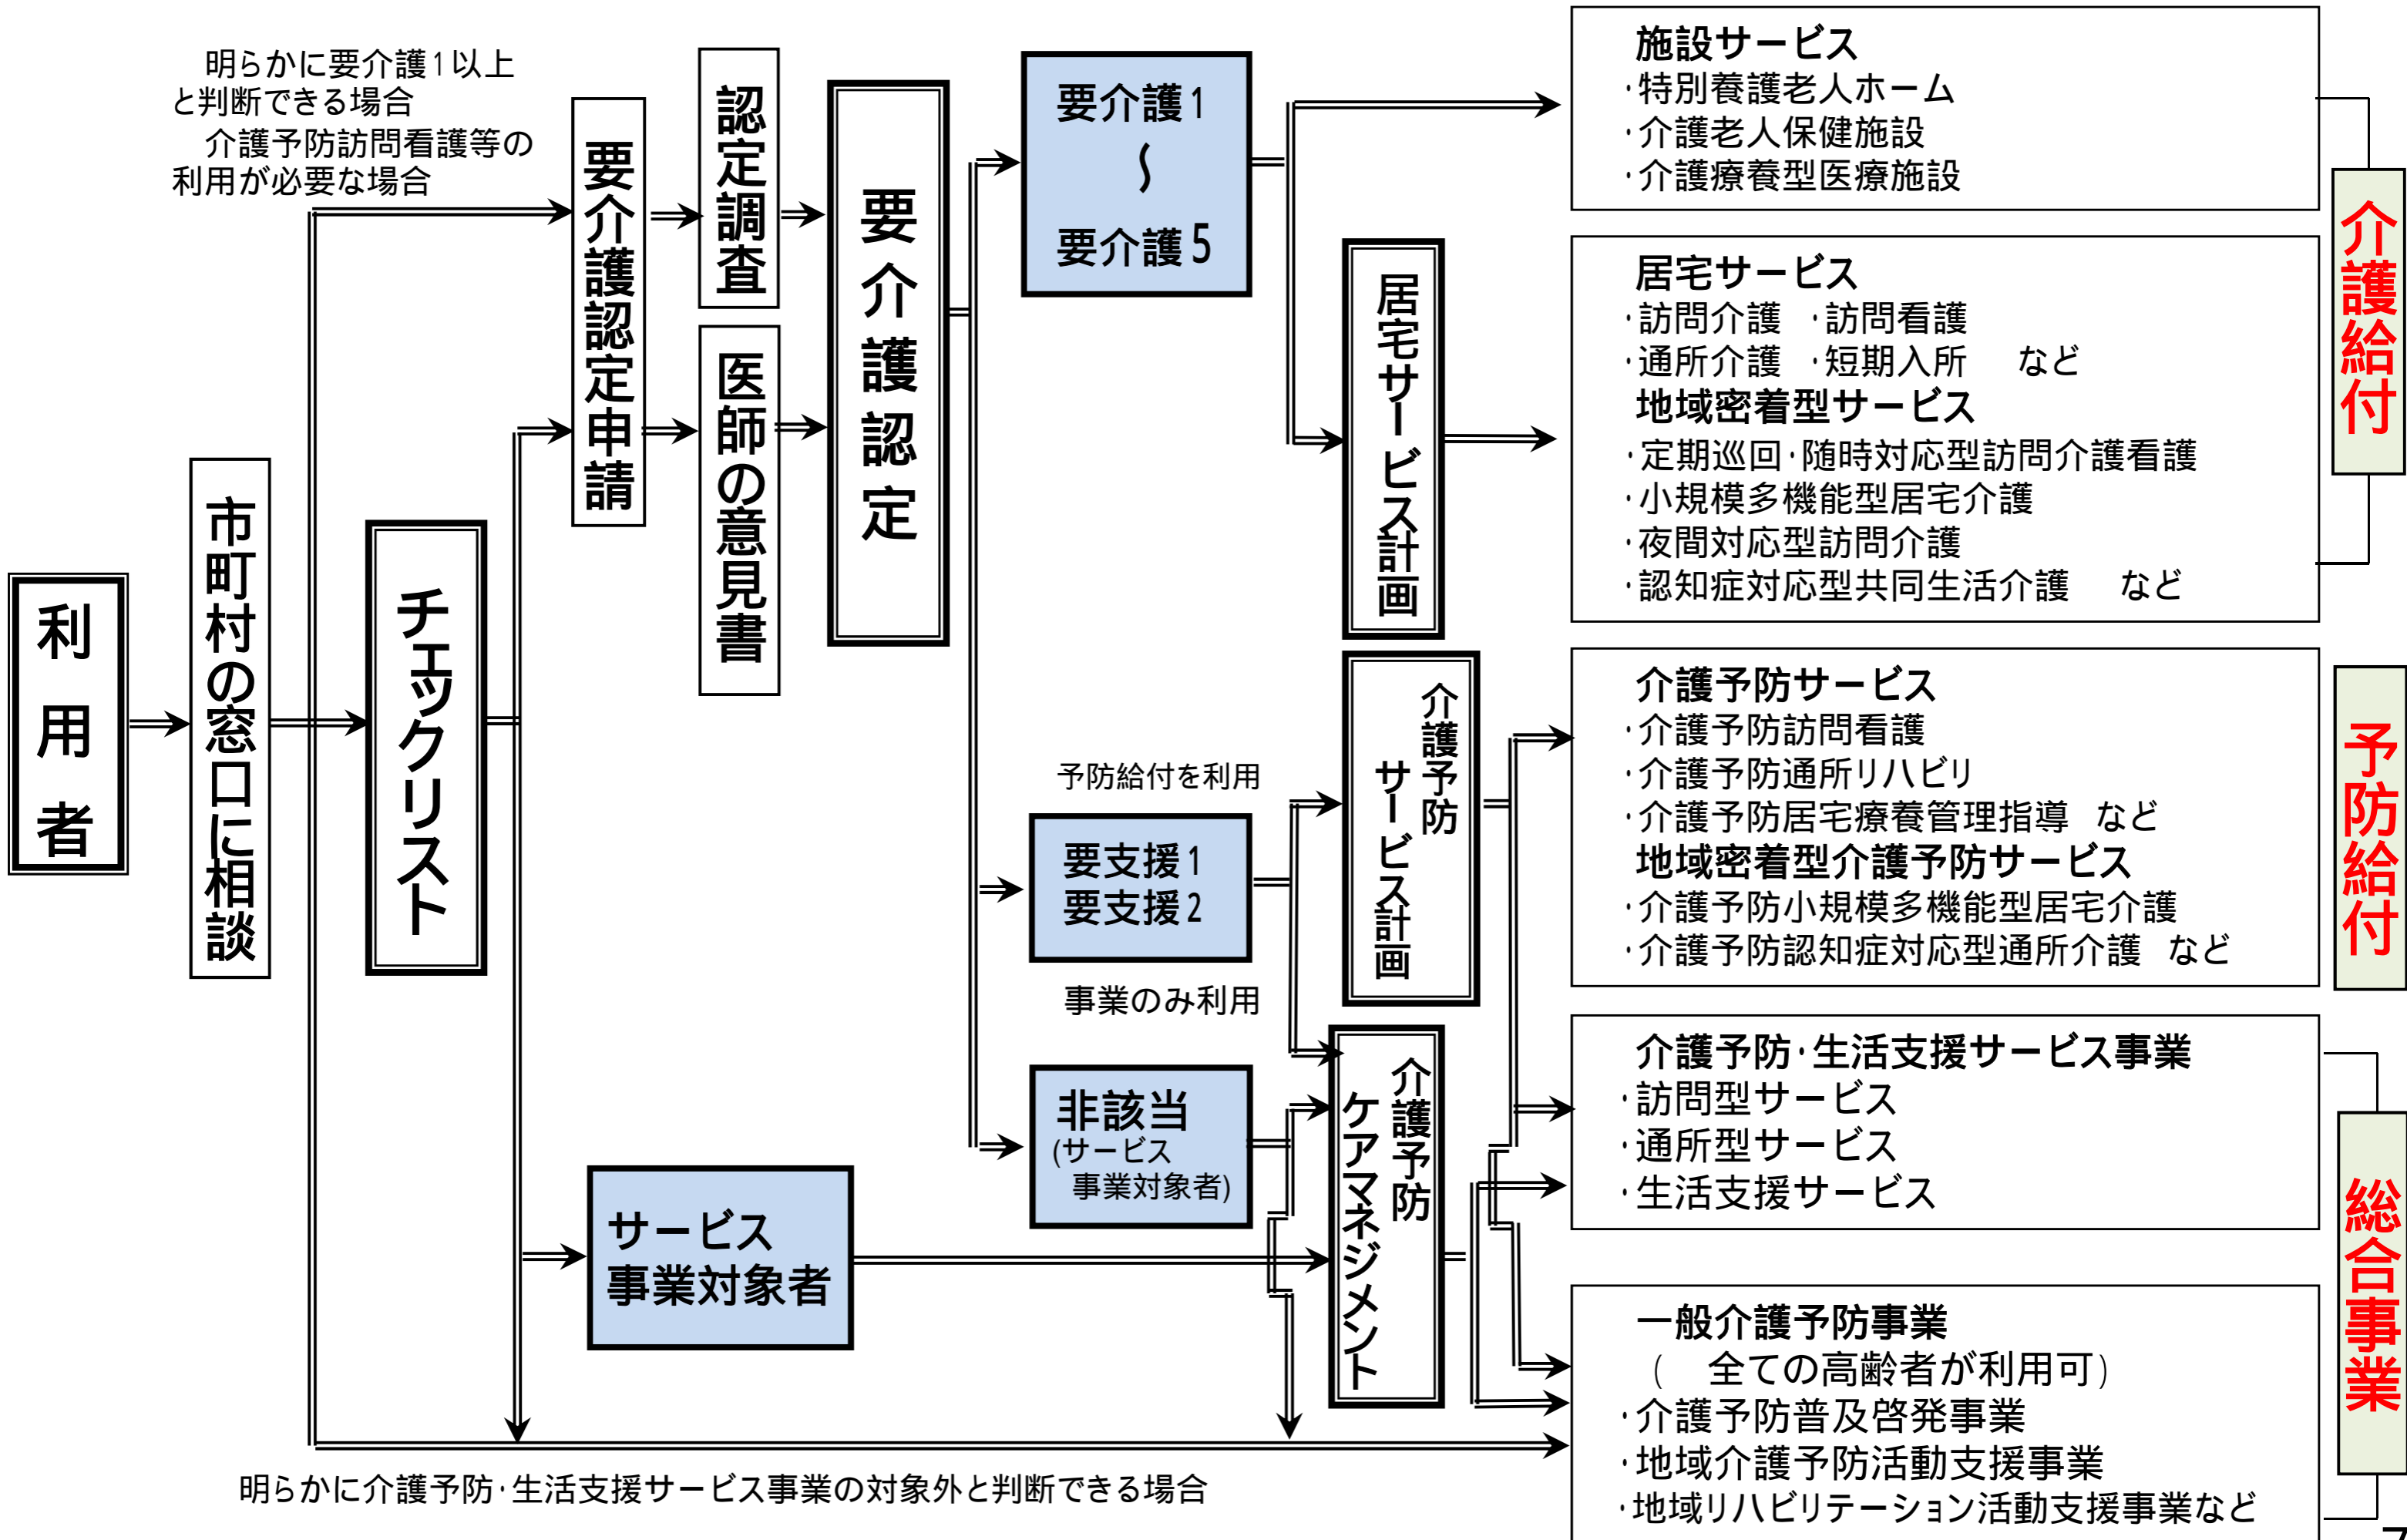 利用者
市町村の窓口に相談
明らかに要介護1以上
と判断できる場合
介護予防訪問看護等の
利用が必要な場合
チェックリスト
要介護認定申請
認定調査
医師の意見書
要介護認定
要介護1
～
要介護5
予防給付を利用
要支援1
要支援2
事業のみ利用
非該当
(サービス
事業対象者)
サービス
事業対象者
居宅サービス計画
介護予防
サービス計画
介護予防
ケアマネジメント
施設サービス
・特別養護老人ホーム
・介護老人保健施設
・介護療養型医療施設
居宅サービス
・訪問介護 ・訪問看護
・通所介護 ・短期入所 など
地域密着型サービス
・定期巡回・随時対応型訪問介護看護
・小規模多機能型居宅介護
・夜間対応型訪問介護
・認知症対応型共同生活介護 など
介護給付
介護予防サービス
・介護予防訪問看護
・介護予防通所リハビリ
・介護予防居宅療養管理指導 など
地域密着型介護予防サービス
・介護予防小規模多機能型居宅介護
・介護予防認知症対応型通所介護 など
予防給付
介護予防・生活支援サービス事業
・訪問型サービス
・通所型サービス
・生活支援サービス
一般介護予防事業
( 全ての高齢者が利用可)
・介護予防普及啓発事業
・地域介護予防活動支援事業
・地域リハビリテーション活動支援事業など
総合事業
明らかに介護予防・生活支援サービス事業の対象外と判断できる場合